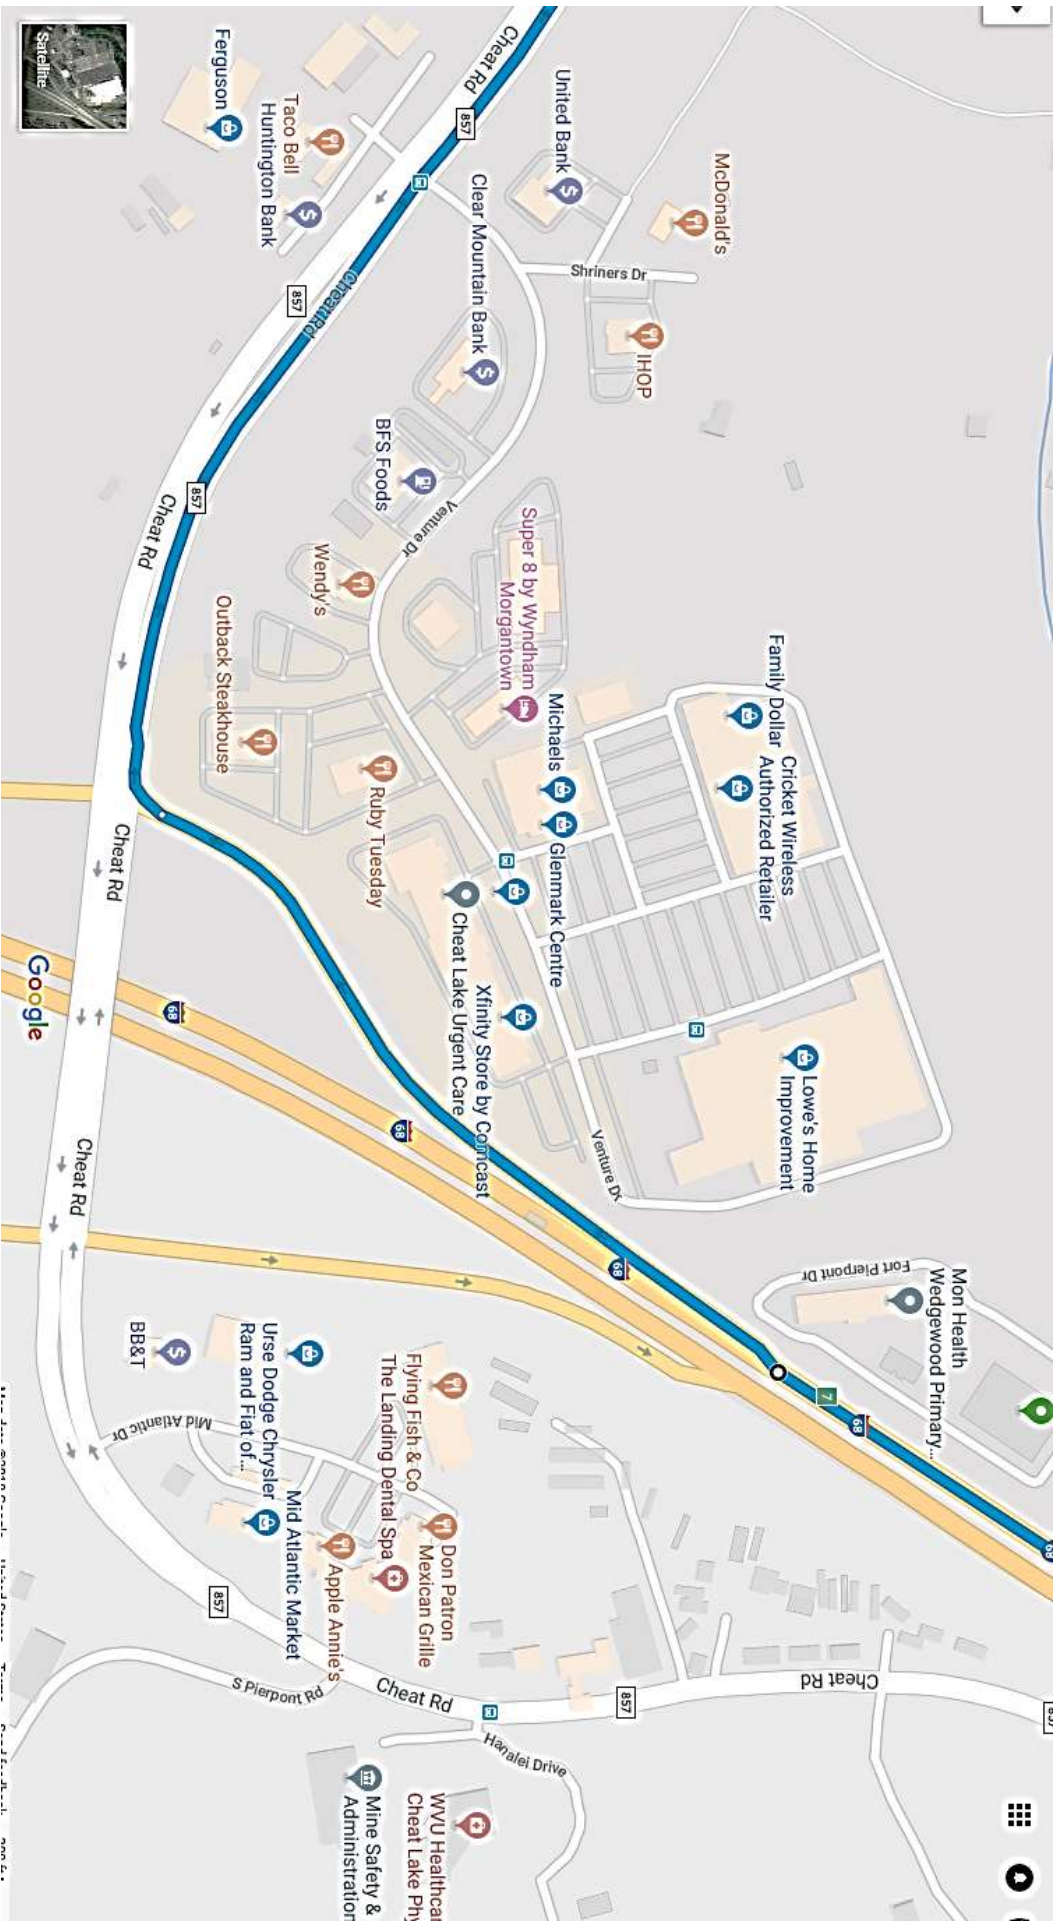 Satellite
Ferguson
Taco Bell
Huntington Bank
Cheat Rd
857
United Bank
McDonald's
Shriners Dr
IHOP
Clear Mountain Bank
Cheat Rd
857
BFS Foods
Venture Dr
857
Cheat Rd
Wendy's
Super 8 by Wyndham
Morgantown
Outback Steakhouse
Ruby Tuesday
Michaels
Glenmark Centre
Family Dollar
Cricket Wireless
Authorized Retailer
Cheat Lake Urgent Care
Xfinity Store by Comcast
Cheat Rd
Lowe's Home
Improvement
Venture Dr
68
68
68
Google
Cheat Rd
Fort Pierpont Dr
Mon Health
Wedgewood Primary...
7
68
68
BB&T
Urse Dodge Chrysler
Ram and Fiat of...
Flying Fish & Co
The Landing Dental Spa
Mid Atlantic Dr
Mid Atlantic Market
Apple Annie's
Don Patron
Mexican Grille
857
S Pierpont Rd
Cheat Rd
857
Cheat Rd
857
Hanalei Drive
Mine Safety &
Administration
WVU Healthcar
Cheat Lake Phy